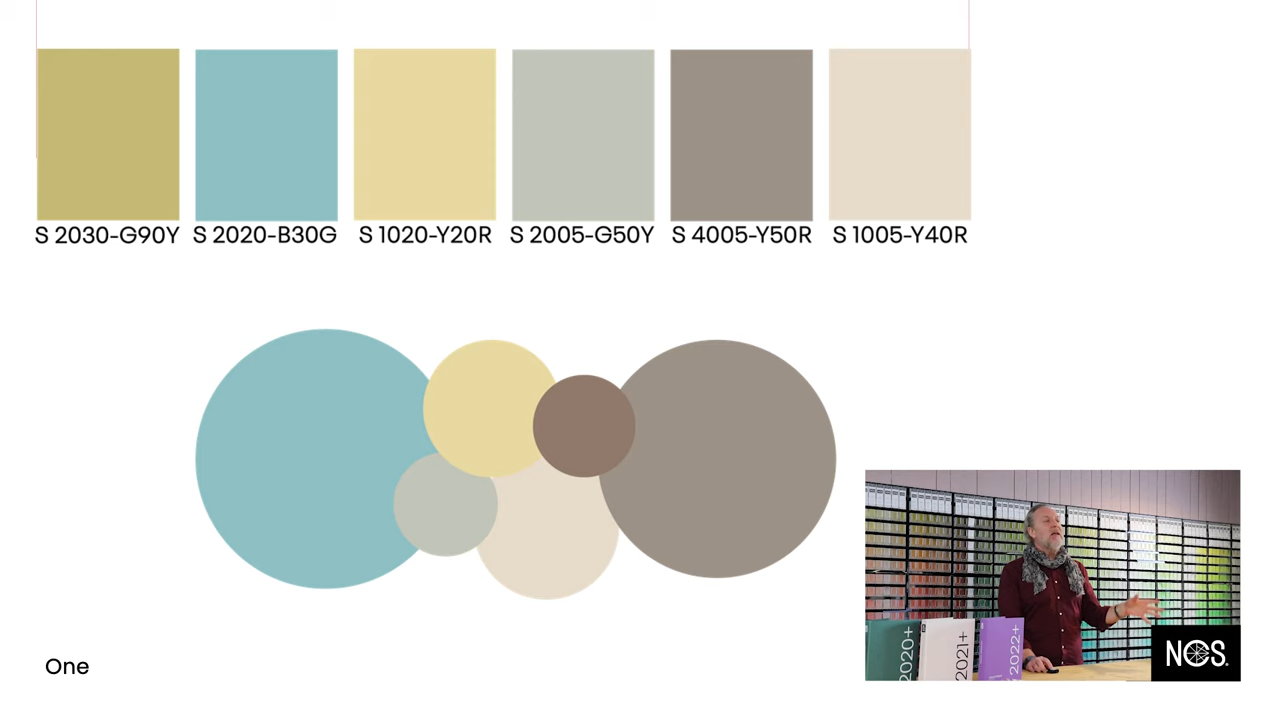 S 2030-G90Y
S 2020-B30G
S 1020-Y20R
S 2005-G50Y
S 4005-Y50R
S 1005-Y40R
One
2020+
2021+
2022+
NCS